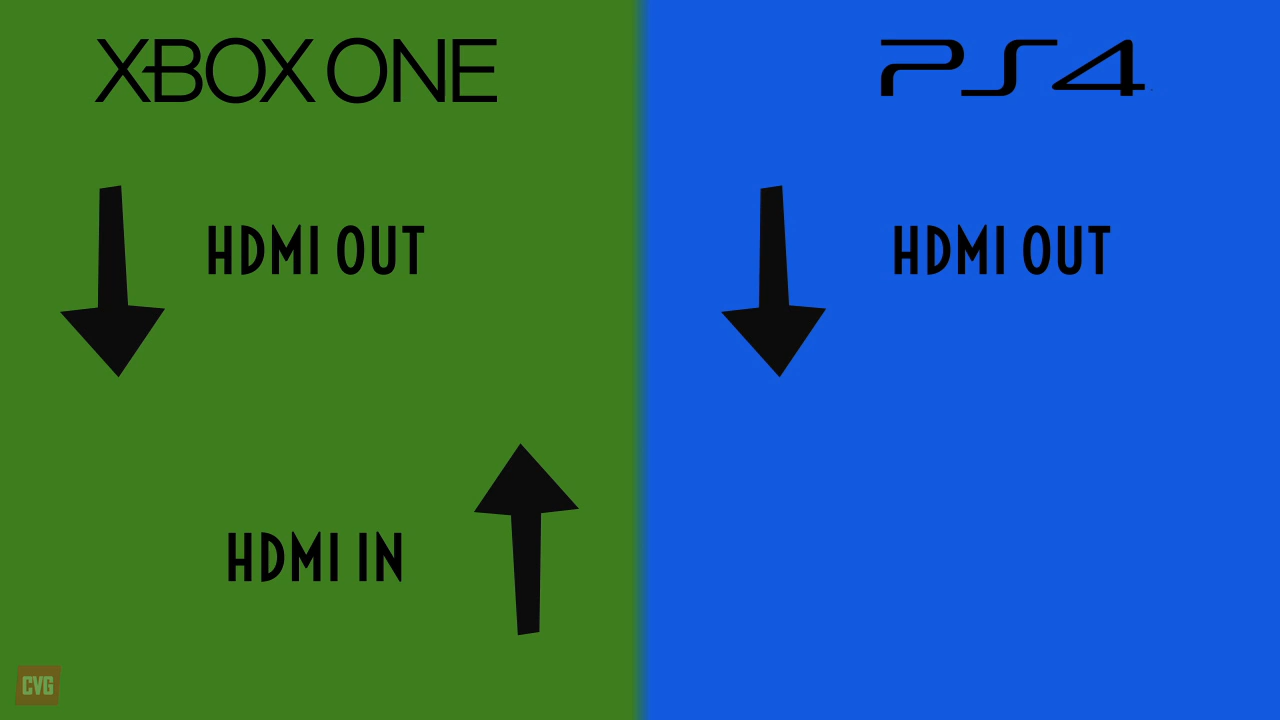 XBOX ONE
PS4
HDMI OUT
HDMI OUT
HDMI IN
CVG